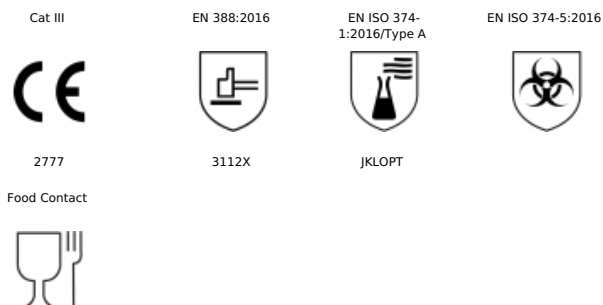 Cat III
EN 388:2016
EN ISO 374-
1:2016/Type A
EN ISO 374-5:2016
CE
2777
3112X
JKLOPT
Food Contact